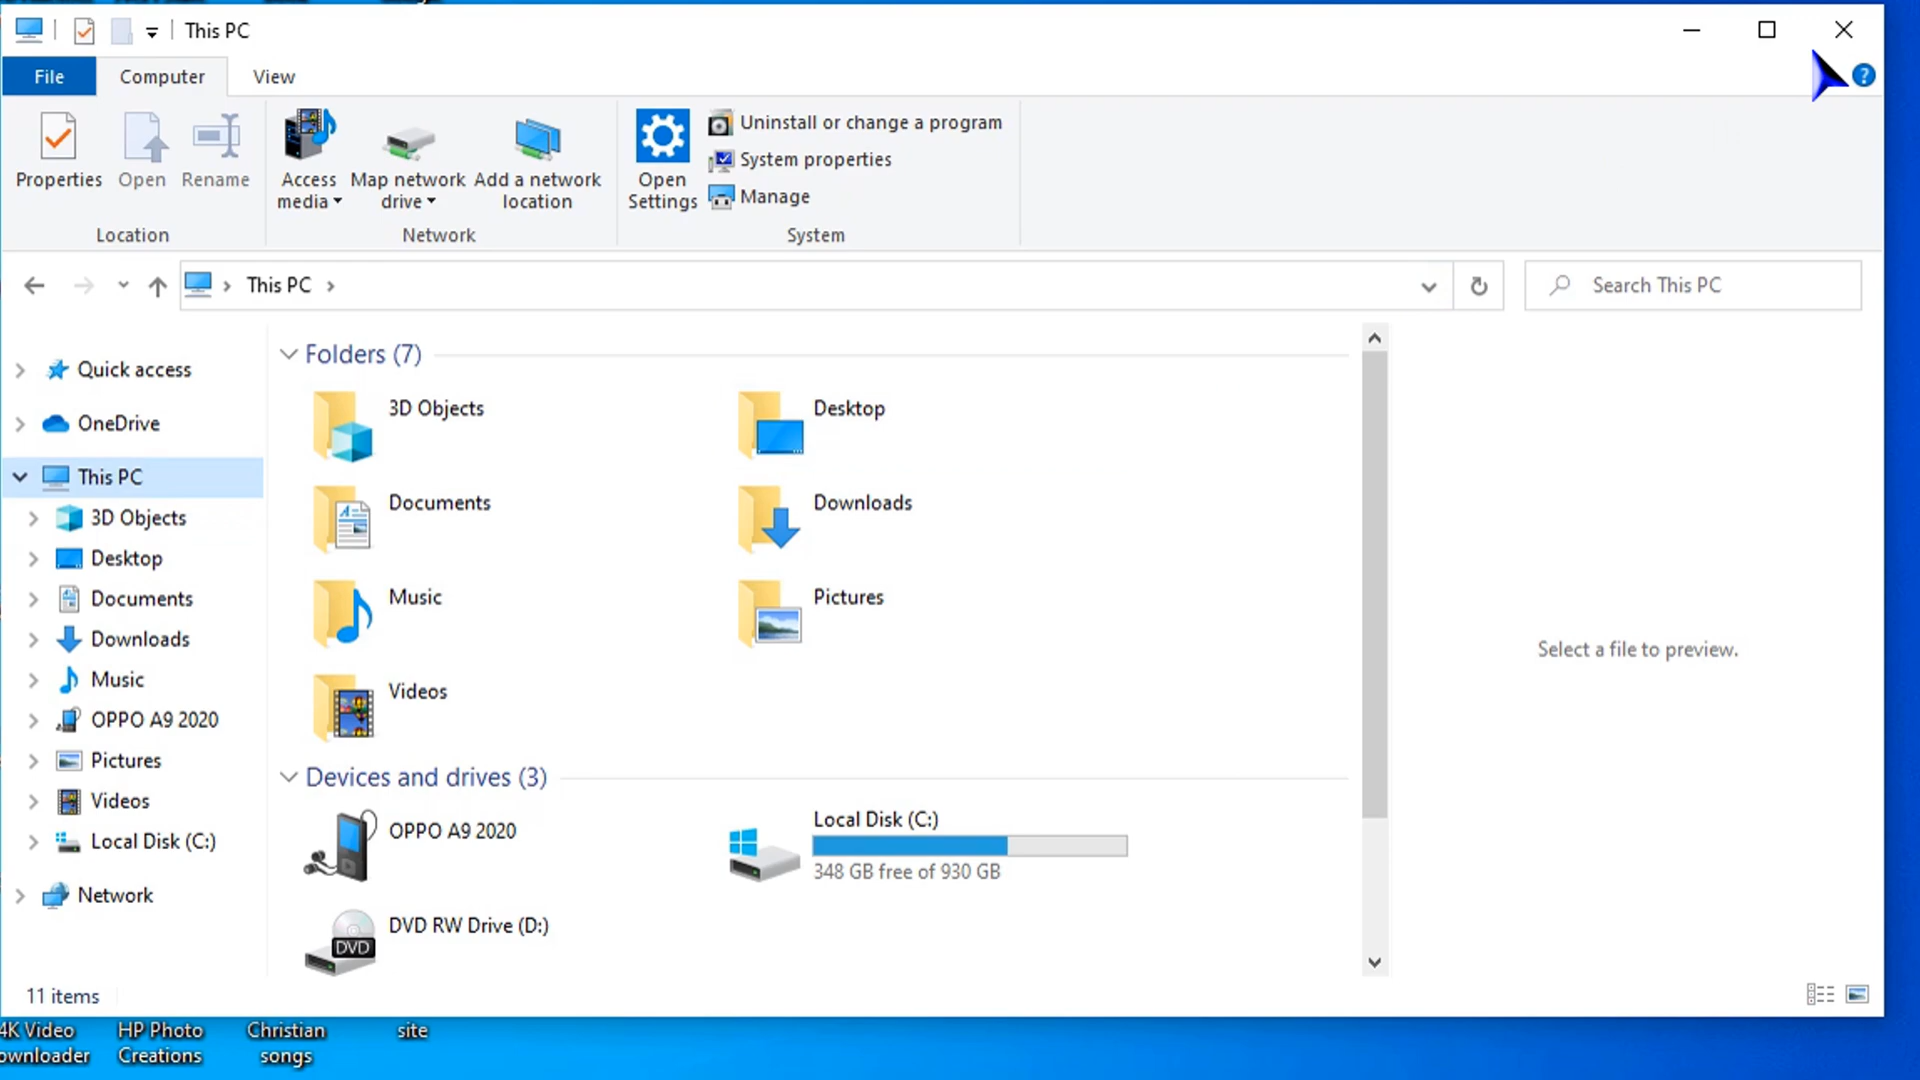 This PC
File Computer View
?
Properties Open Rename Access media Map network drive Add a network location Open Settings Uninstall or change a program
System properties
Manage
Location Network System
This PC
Search This PC
Quick access
OneDrive
This PC
3D Objects
Desktop
Documents
Downloads
Music
OPPO A9 2020
Pictures
Videos
Local Disk (C:)
Network
Folders (7)
3D Objects
Desktop
Documents
Downloads
Music
Pictures
Videos
Devices and drives (3)
OPPO A9 2020
Local Disk (C:)
348 GB free of 930 GB
DVD
DVD RW Drive (D:)
Select a file to preview.
11 items
4K Video
HP Photo
Creations
Christian
songs
site